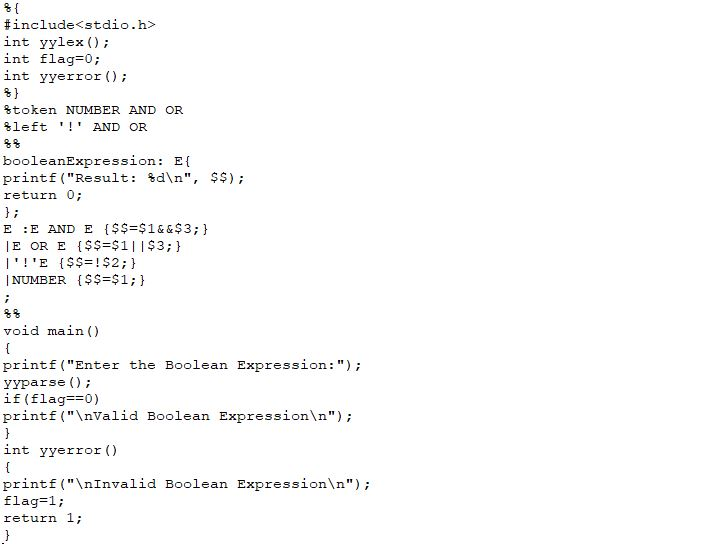 %{
#include<stdio.h>
int yylex();
int flag=0;
int yyerror();
%}
%token NUMBER AND OR
%left '!' AND OR
%%
booleanExpression: E{
printf("Result: %d\n", $$);
return 0;
};
E :E AND E {$$=$1&&$3;}
|E OR E {$$=$1||$3;}
|'!'E {$$=!$2;}
|NUMBER {$$=$1;}
;
%%
void main()
{
printf("Enter the Boolean Expression:");
yyparse();
if(flag==0)
printf("\nValid Boolean Expression\n");
}
int yyerror()
{
printf("\nInvalid Boolean Expression\n");
flag=1;
return 1;
}